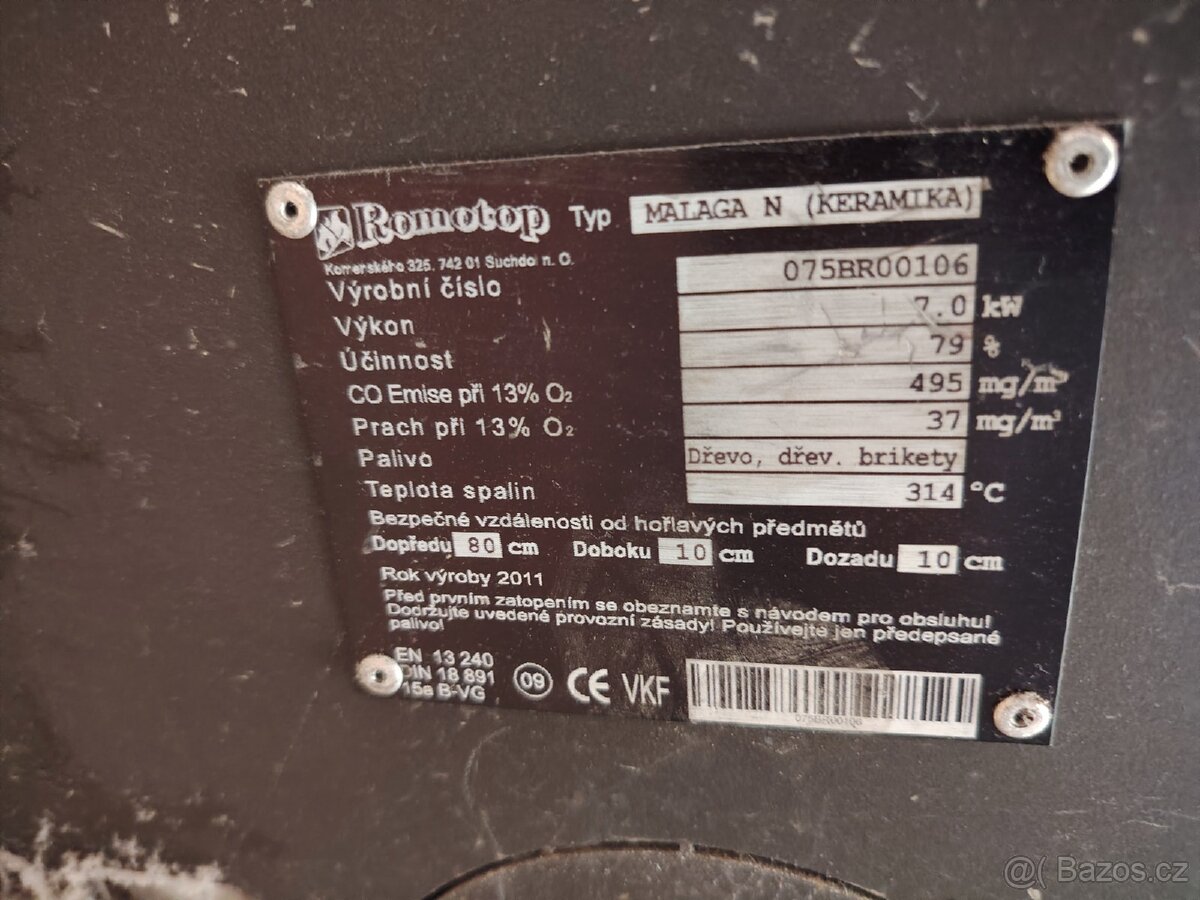 Romotop Typ MALAGA N (KERAMIKA)
Komenského 325, 742 01 Suchdol n. O.
Výrobní číslo 075BR00106
Výkon 7.0 kW
Účinnost 79 %
CO Emise při 13% O₂ 495 mg/m³
Prach při 13% O₂ 37 mg/m³
Palivo Dřevo, dřev. brikety
Teplota spalin 314 °C
Bezpečné vzdálenosti od hořlavých předmětů
Dopředu 80 cm Doboku 10 cm Dozadu 10 cm
Rok výroby 2011
Před prvním zatopením se obeznamte s návodem pro obsluhu!
Dodržujte uvedené provozní zásady! Používejte jen předepsané
palivo!
EN 13 240
DIN 18 891
15a B-VG
09 CE VKF
075BR00106
@( Bazos.cz